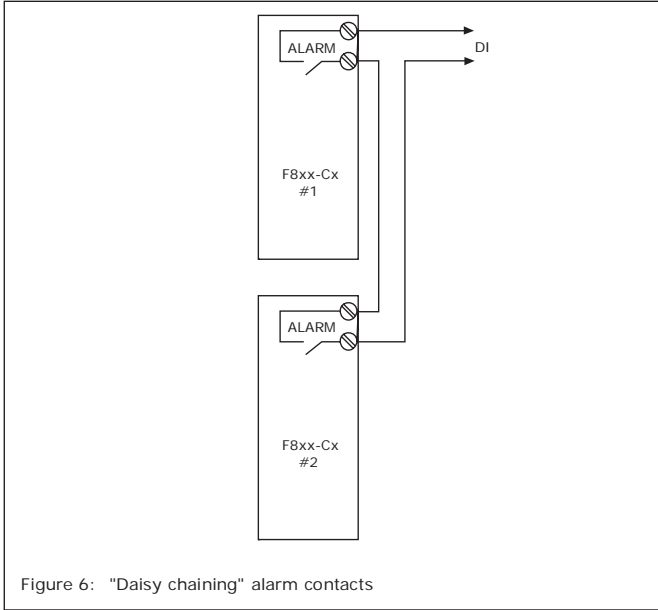 ALARM
DI
F8xx-Cx
#1
ALARM
F8xx-Cx
#2
Figure 6: "Daisy chaining" alarm contacts